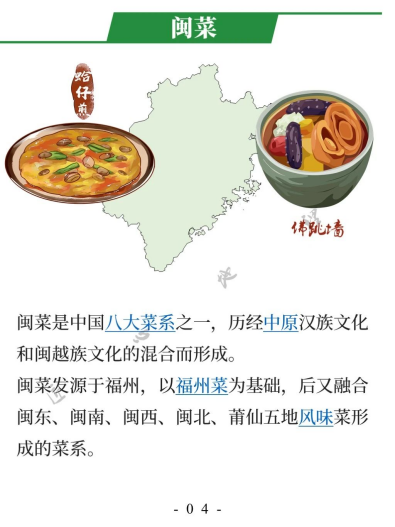 闽菜
蛤仔煎
佛跳墙
闽菜是中国八大菜系之一，历经中原汉族文化
和闽越族文化的混合而形成。
闽菜发源于福州，以福州菜为基础，后又融合
闽东、闽南、闽西、闽北、莆仙五地风味菜形
成的菜系。
- 04 -